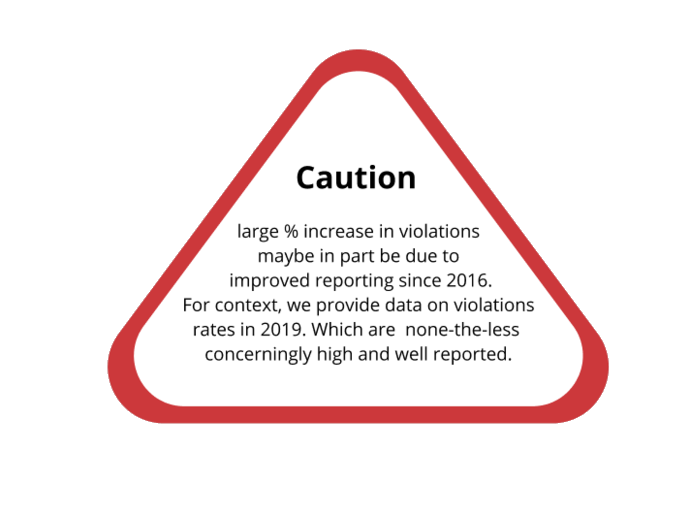 Caution
large % increase in violations
maybe in part be due to
improved reporting since 2016.
For context, we provide data on violations
rates in 2019. Which are  none-the-less
concerningly high and well reported.